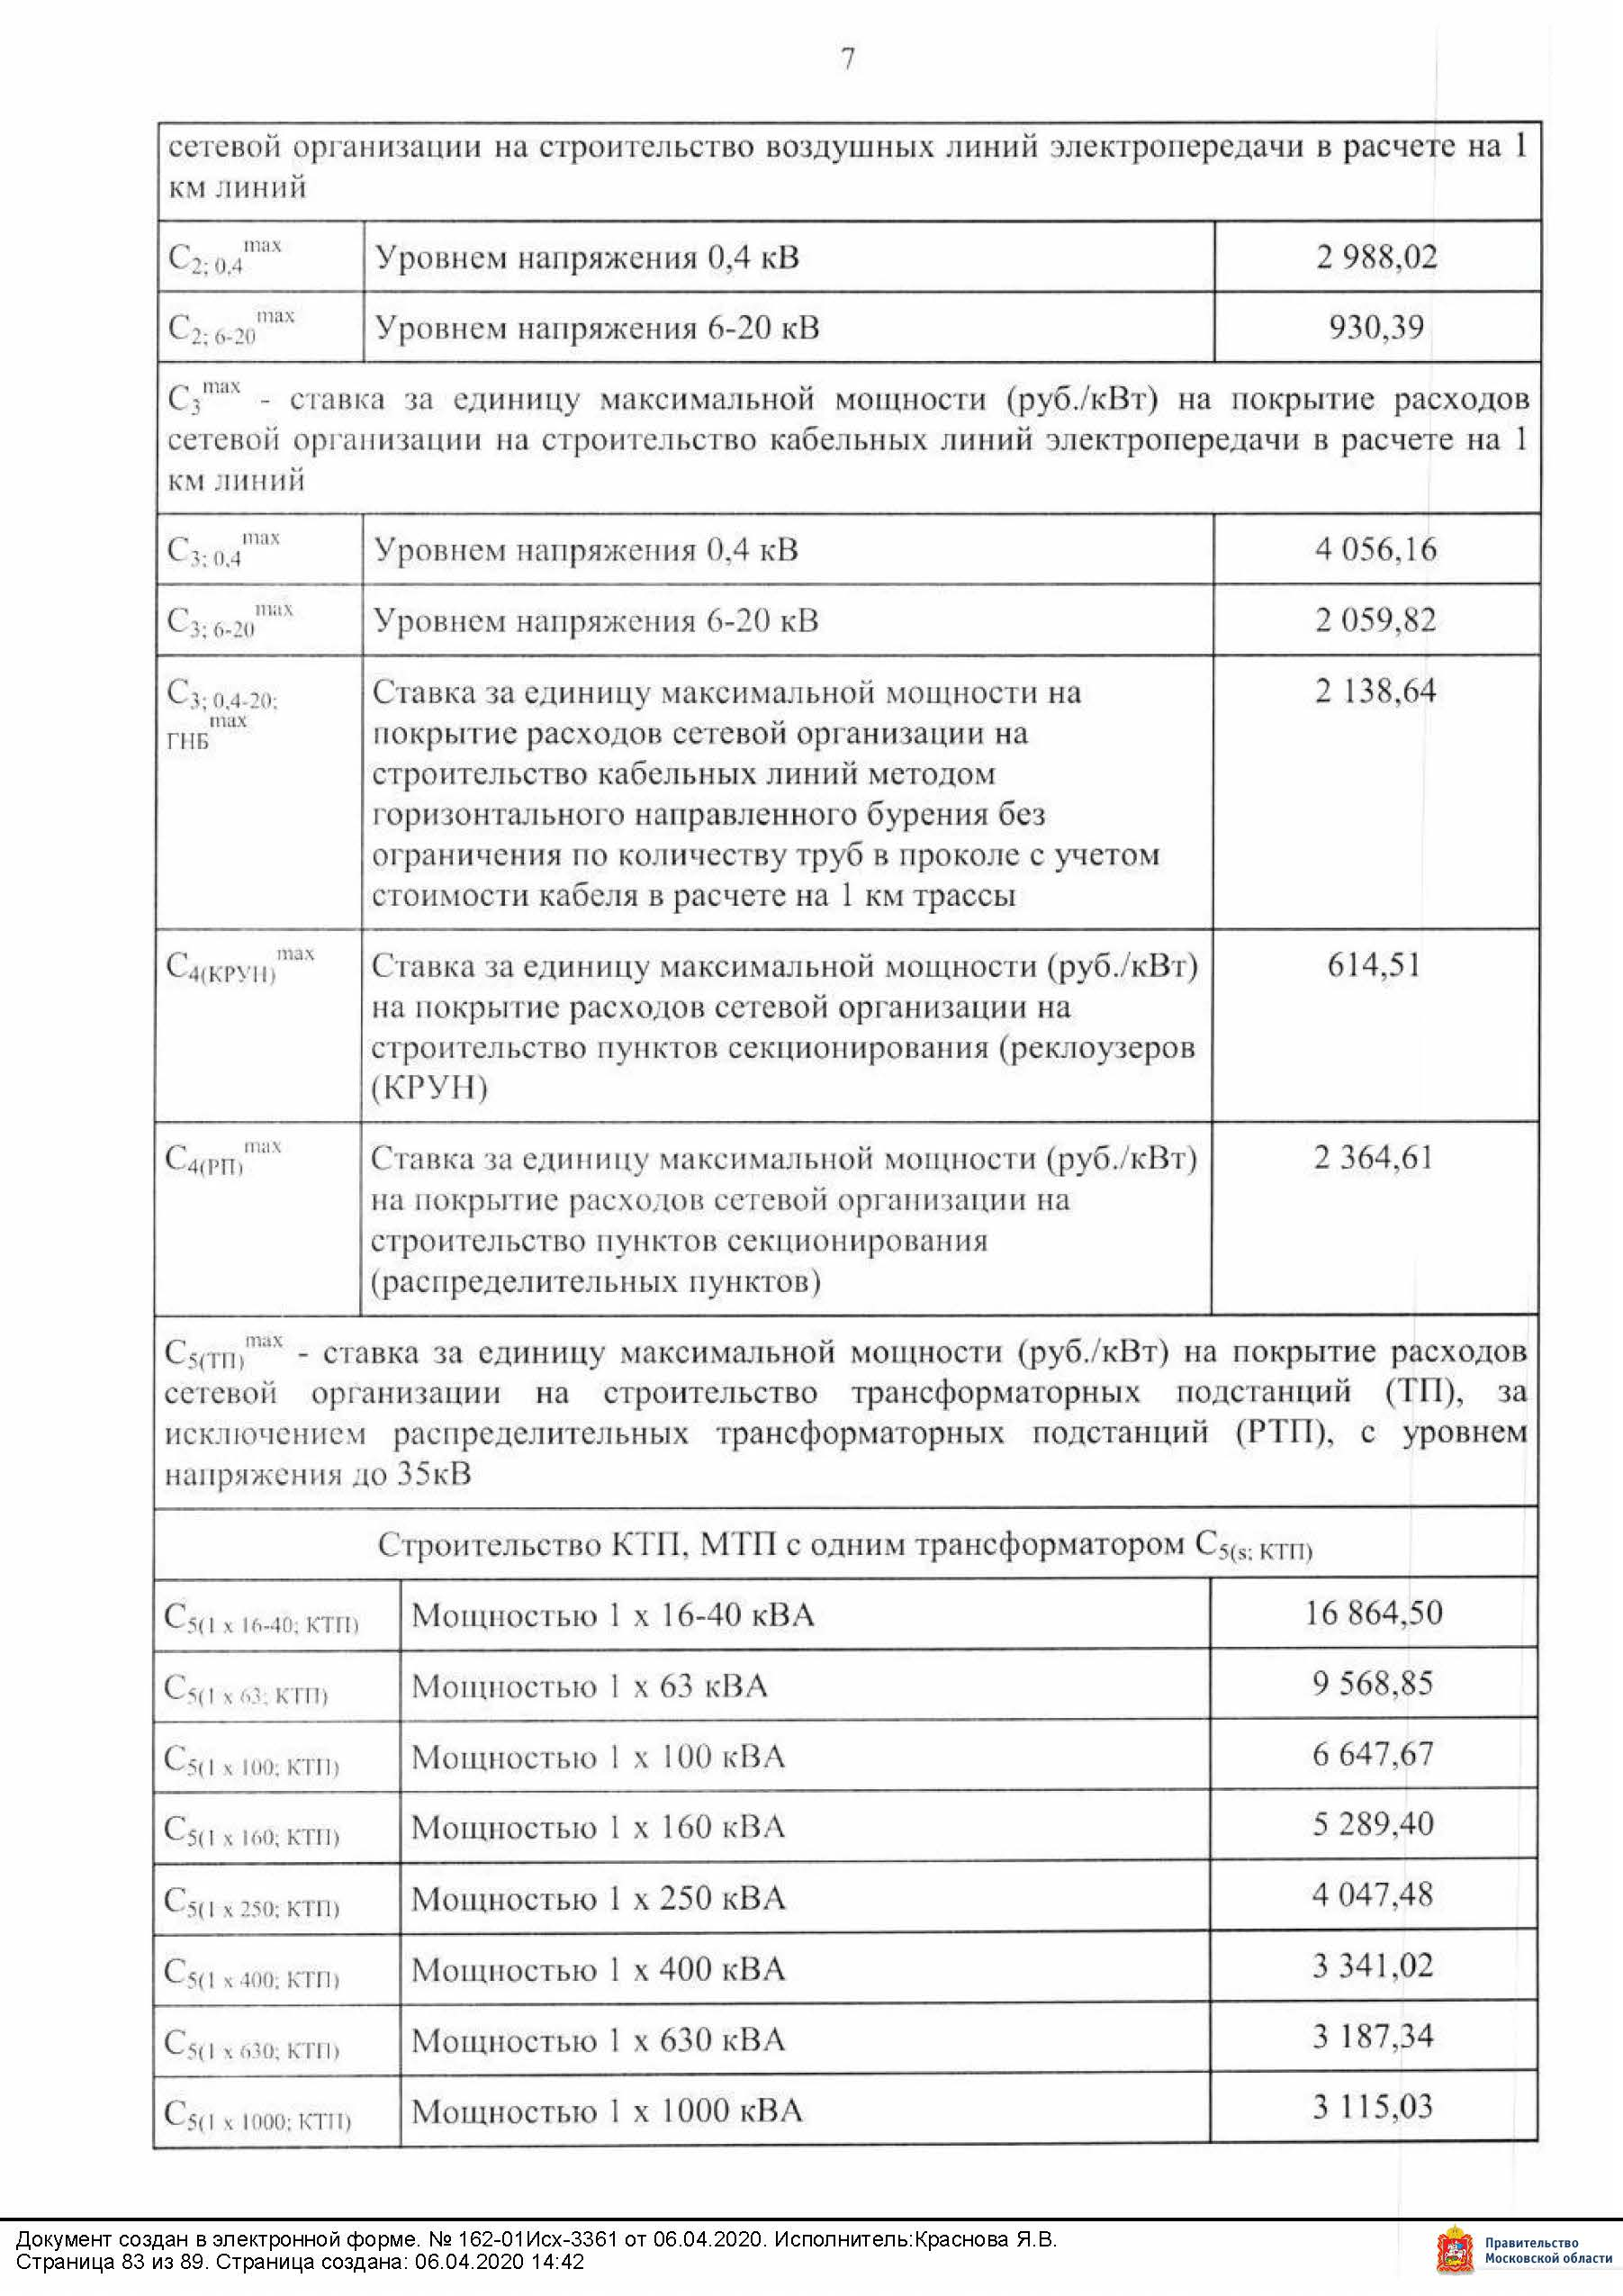 7
сетевой организации на строительство воздушных линий электропередачи в расчете на 1
км линий
C2; 0,4 max Уровнем напряжения 0,4 кВ 2 988,02
C2; 6-20 max Уровнем напряжения 6-20 кВ 930,39
C3 max - ставка за единицу максимальной мощности (руб./кВт) на покрытие расходов
сетевой организации на строительство кабельных линий электропередачи в расчете на 1
км линий
C3; 0,4 max Уровнем напряжения 0,4 кВ 4 056,16
C3; 6-20 max Уровнем напряжения 6-20 кВ 2 059,82
C3; 0,4-20;
ГНБ max
Ставка за единицу максимальной мощности на
покрытие расходов сетевой организации на
строительство кабельных линий методом
горизонтального направленного бурения без
ограничения по количеству труб в проколе с учетом
стоимости кабеля в расчете на 1 км трассы
2 138,64
C4(КРУН) max
Ставка за единицу максимальной мощности (руб./кВт)
на покрытие расходов сетевой организации на
строительство пунктов секционирования (реклоузеров
(КРУН)
614,51
C4(РП) max
Ставка за единицу максимальной мощности (руб./кВт)
на покрытие расходов сетевой организации на
строительство пунктов секционирования
(распределительных пунктов)
2 364,61
C5(ТП) max - ставка за единицу максимальной мощности (руб./кВт) на покрытие расходов
сетевой организации на строительство трансформаторных подстанций (ТП), за
исключением распределительных трансформаторных подстанций (РТП), с уровнем
напряжения до 35кВ
Строительство КТП, МТП с одним трансформатором C5(s; КТП)
C5(1 х 16-40; КТП) Мощностью 1 х 16-40 кВА 16 864,50
C5(1 х 63; КТП) Мощностью 1 х 63 кВА 9 568,85
C5(1 х 100; КТП) Мощностью 1 х 100 кВА 6 647,67
C5(1 х 160; КТП) Мощностью 1 х 160 кВА 5 289,40
C5(1 х 250; КТП) Мощностью 1 х 250 кВА 4 047,48
C5(1 х 400; КТП) Мощностью 1 х 400 кВА 3 341,02
C5(1 х 630; КТП) Мощностью 1 х 630 кВА 3 187,34
C5(1 х 1000; КТП) Мощностью 1 х 1000 кВА 3 115,03
Документ создан в электронной форме. № 162-01Исх-3361 от 06.04.2020. Исполнитель:Краснова Я.В.
Страница 83 из 89. Страница создана: 06.04.2020 14:42
Правительство
Московской области